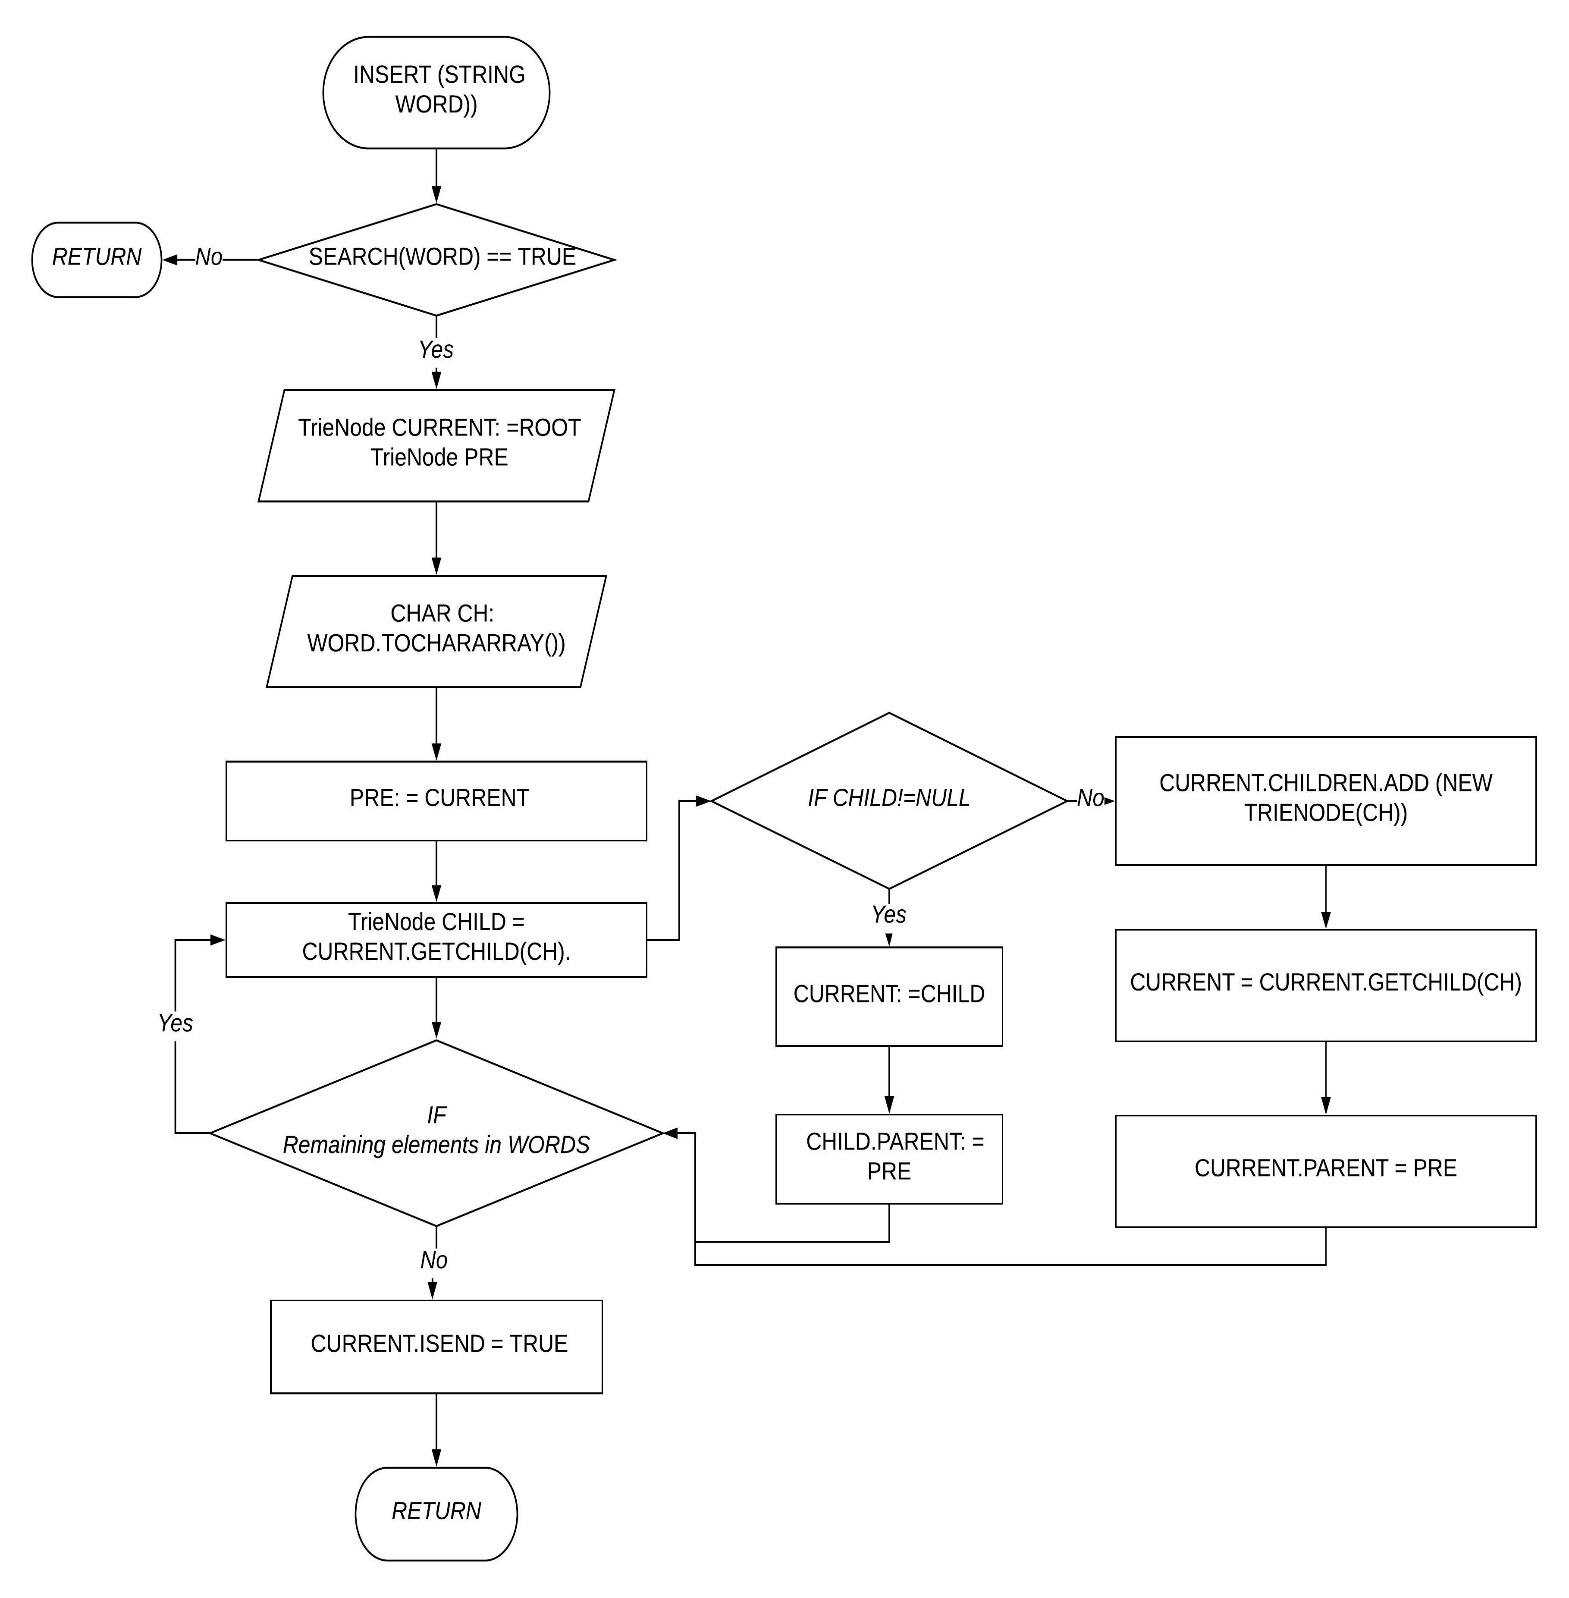 INSERT (STRING
WORD))
RETURN
No
SEARCH(WORD) == TRUE
Yes
TrieNode CURRENT: =ROOT
TrieNode PRE
CHAR CH:
WORD.TOCHARARRAY())
PRE: = CURRENT
IF CHILD!=NULL
No
CURRENT.CHILDREN.ADD (NEW
TRIENODE(CH))
TrieNode CHILD =
CURRENT.GETCHILD(CH).
Yes
CURRENT: =CHILD
CURRENT = CURRENT.GETCHILD(CH)
Yes
IF
Remaining elements in WORDS
CHILD.PARENT: =
PRE
CURRENT.PARENT = PRE
No
CURRENT.ISEND = TRUE
RETURN